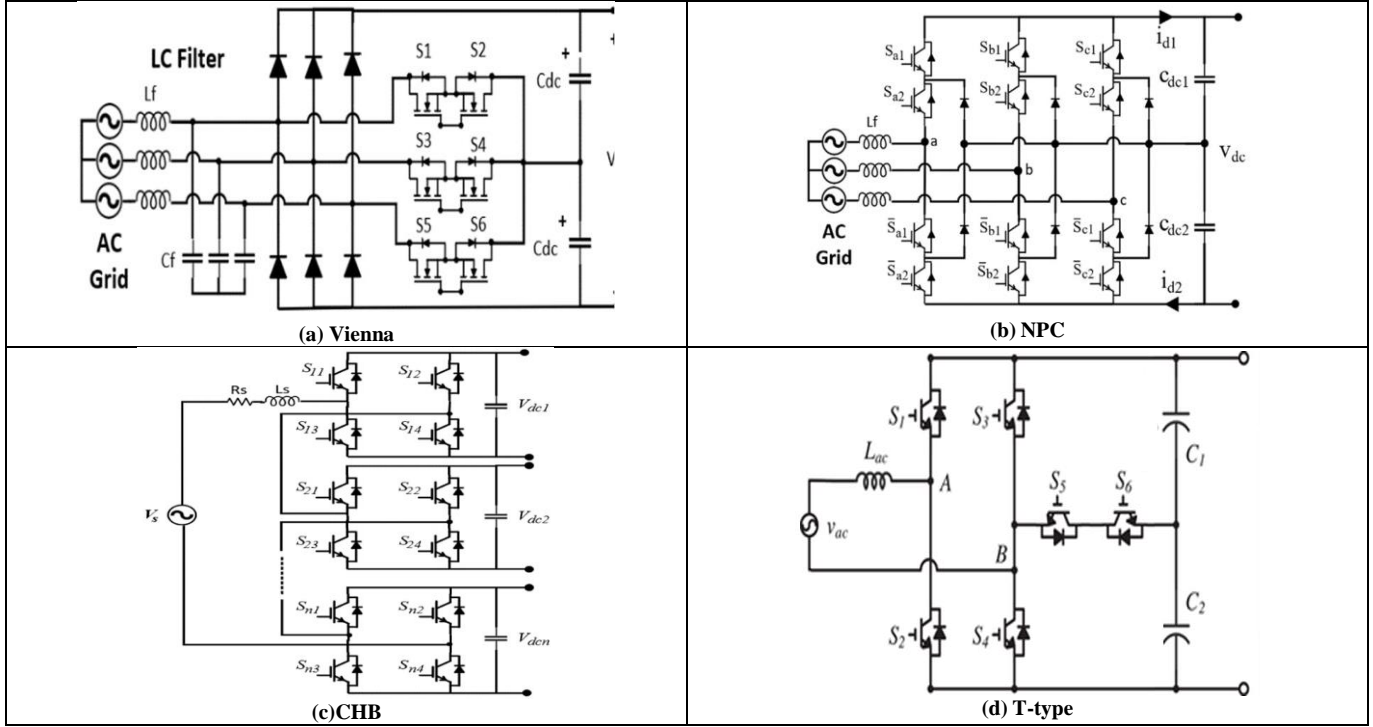 LC Filter
Lf
AC
Grid
Cf
S1
S2
S3
S4
S5
S6
+
Cdc
+
Cdc
+
V
(a) Vienna
Sa1
Sb1
Sc1
Sa2
Sb2
Sc2
id1
cdc1
Lf
a
b
c
vdc
AC
Grid
S̅a1
S̅b1
S̅c1
cdc2
S̅a2
S̅b2
S̅c2
id2
(b) NPC
Rs
Ls
S11
S12
Vdc1
S13
S14
S21
S22
Vs
Vdc2
S23
S24
Sn1
Sn2
Vdcn
Sn3
Sn4
(c)CHB
S1
S3
C1
Lac
A
S5
S6
vac
B
S2
S4
C2
(d) T-type